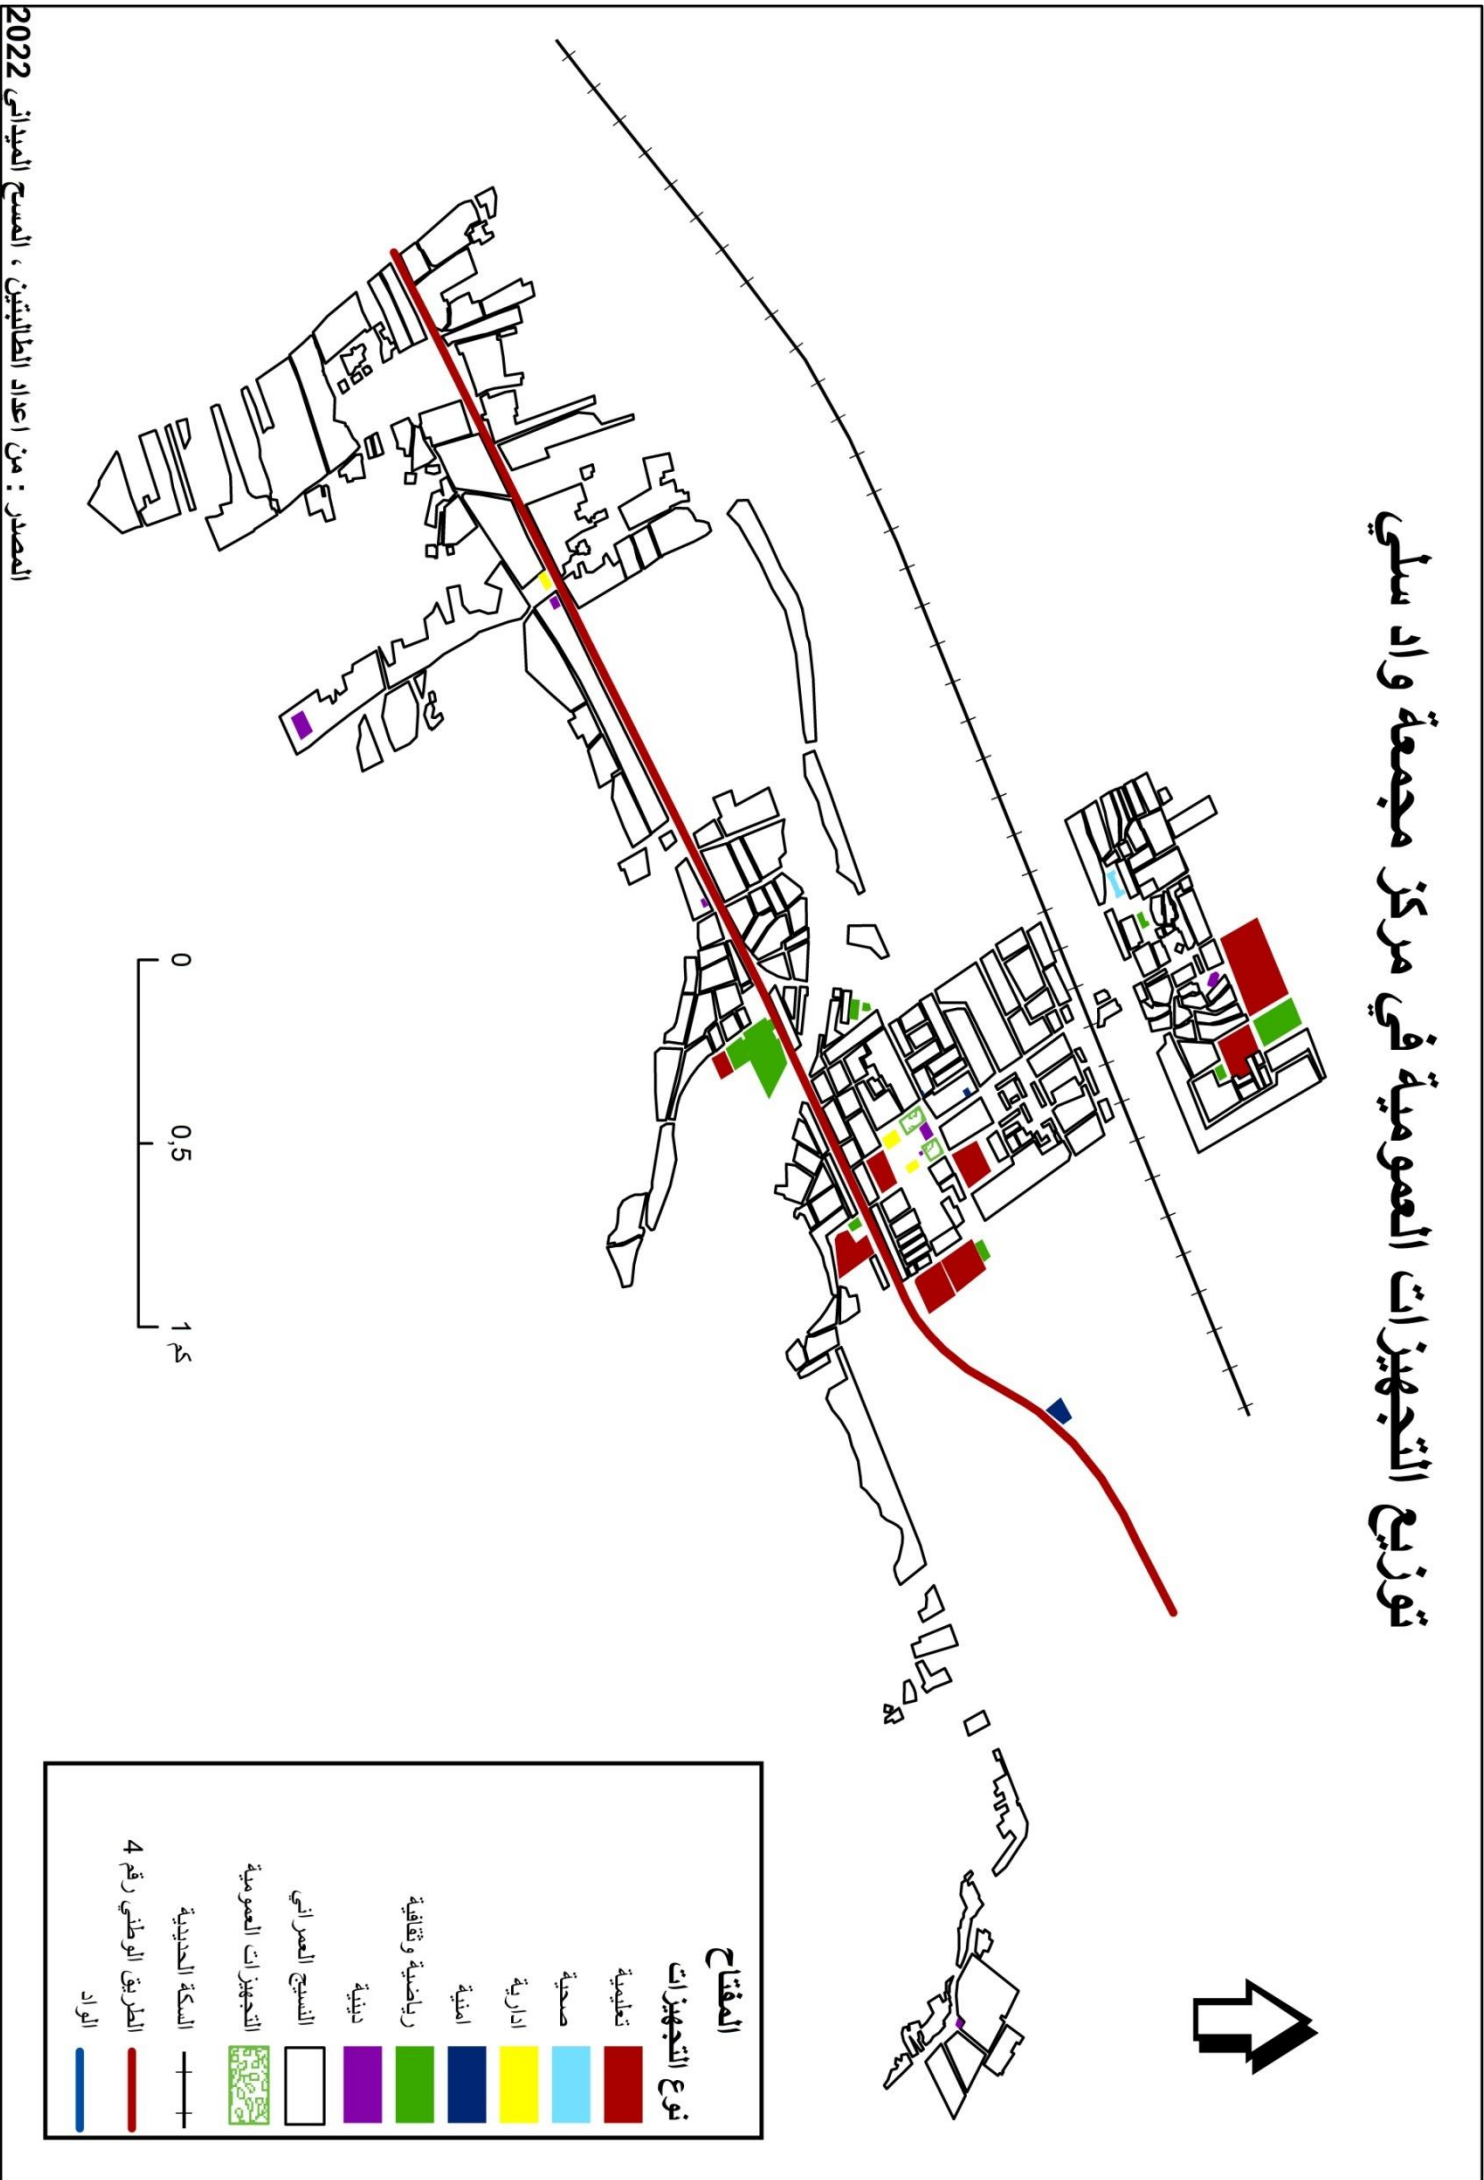 توزيع التجهيزات العمومية في مركز مجمعة واد سلي
المفتاح
نوع التجهيزات
تعليمية
صحية
ادارية
امنية
رياضية وثقافية
دينية
النسيج العمراني
التجهيزات العمومية
السكة الحديدية
الطريق الوطني رقم 4
الواد
0 0,5 1 كم
المصدر : من اعداد الطالبتين ، المسح الميداني 2022